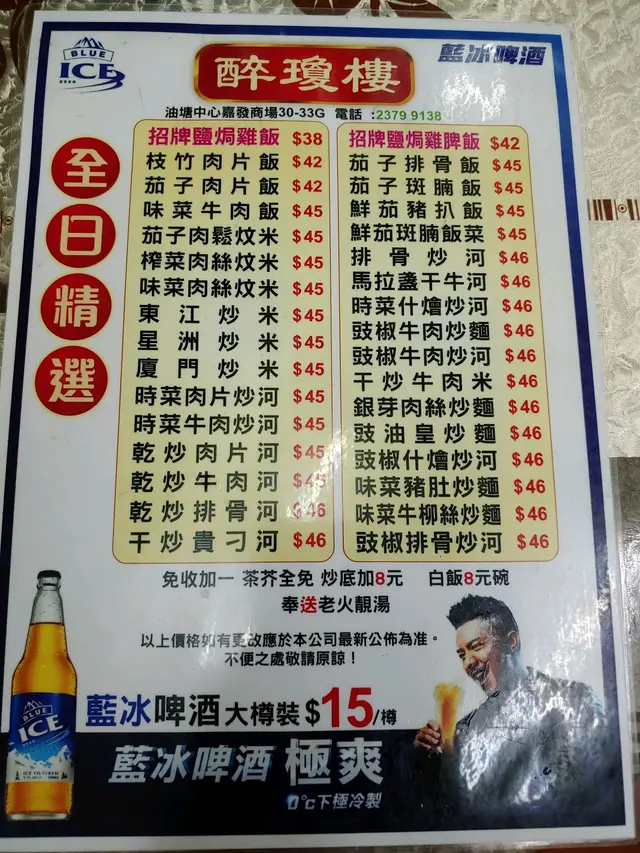 BLUE
ICE
BEER
醉瓊樓
藍冰啤酒
油塘中心嘉發商場30-33G 電話 :2379 9138
全日精選
招牌鹽焗雞飯 $38
枝竹肉片飯 $42
茄子肉片飯 $42
味菜牛肉飯 $45
茄子肉鬆炆米 $45
榨菜肉絲炆米 $45
味菜肉絲炆米 $45
東江炒米 $45
星洲炒米 $45
廈門炒米 $45
時菜肉片炒河 $45
時菜牛肉炒河 $45
乾炒肉片河 $45
乾炒牛肉河 $45
乾炒排骨河 $46
干炒貴刁河 $46
招牌鹽焗雞脾飯 $42
茄子排骨飯 $45
茄子斑腩飯 $45
鮮茄豬扒飯 $45
鮮茄斑腩飯菜 $45
排骨炒河 $46
馬拉盞干牛河 $46
時菜什燴炒河 $46
豉椒牛肉炒麵 $46
豉椒牛肉炒河 $46
干炒牛肉米 $46
銀芽肉絲炒麵 $46
豉油皇炒麵 $46
豉椒什燴炒河 $46
味菜豬肚炒麵 $46
味菜牛柳絲炒麵 $46
豉椒排骨炒河 $46
免收加一 茶芥全免 炒底加8元 白飯8元碗
奉送老火靚湯
以上價格如有更改應於本公司最新公佈為准。
不便之處敬請原諒！
藍冰啤酒大樽裝$15/樽
BLUE
ICE
BEER
藍冰啤酒 極爽
0°c下極冷製